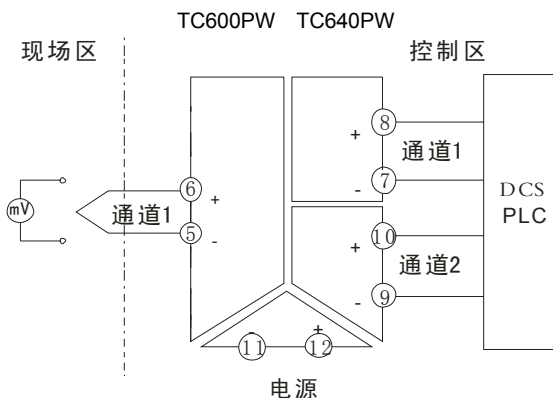 TC600PW TC640PW
现场区
控制区
⑧
+
通道1
⑥
-
⑦
mV
+
通道1
DCS
PLC
⑤
-
+
⑩
通道2
-
⑨
- +
⑪ ⑫
电源